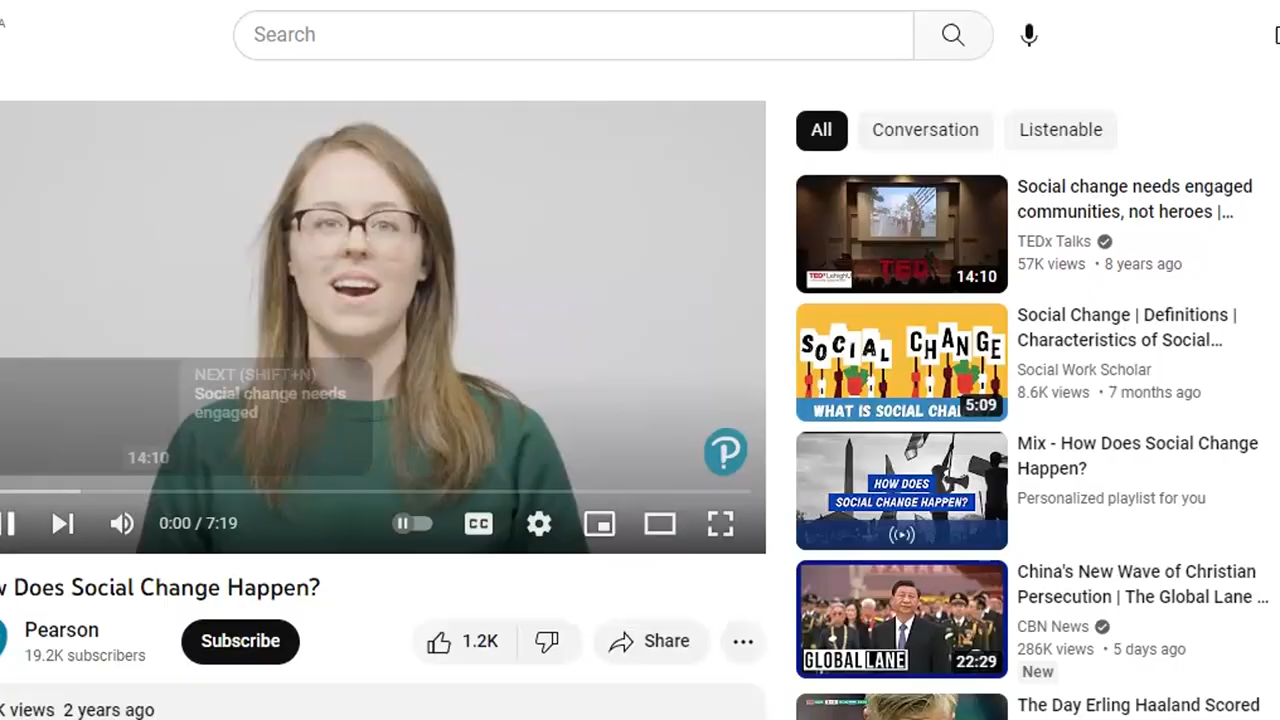 Search
All
Conversation
Listenable
NEXT (SHIFT+N)
Social change needs
engaged
14:10
0:00 / 7:19
CC
Does Social Change Happen?
Pearson
19.2K subscribers
Subscribe
1.2K
Share
views 2 years ago
TED
14:10
Social change needs engaged
communities, not heroes |...
TEDx Talks
57K views • 8 years ago
SOCIAL CHANGE
WHAT IS SOCIAL CHA
5:09
Social Change | Definitions |
Characteristics of Social...
Social Work Scholar
8.6K views • 7 months ago
HOW DOES
SOCIAL CHANGE HAPPEN?
Mix - How Does Social Change
Happen?
Personalized playlist for you
GLOBAL LANE
22:29
China's New Wave of Christian
Persecution | The Global Lane ...
CBN News
286K views • 5 days ago
New
The Day Erling Haaland Scored